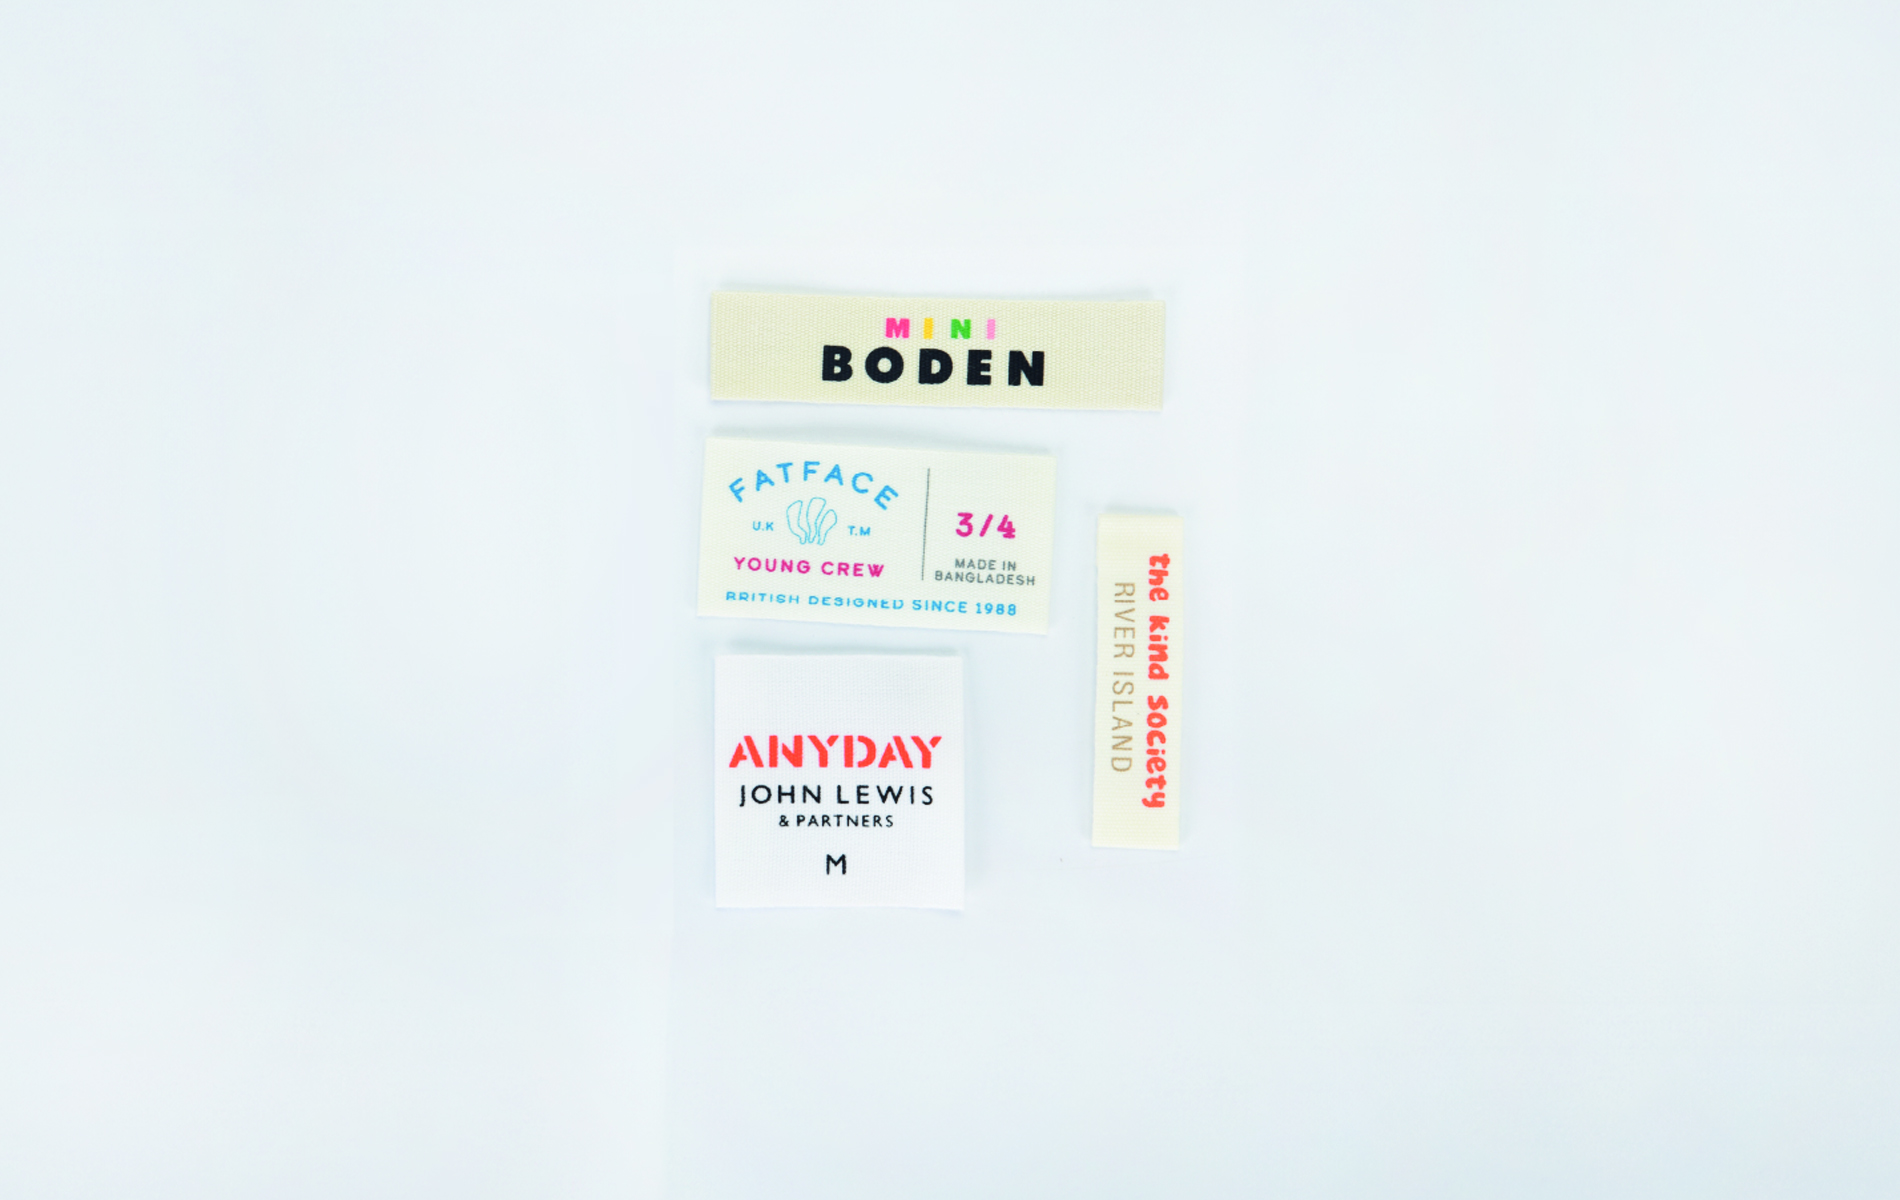 MINI
BODEN
FATFACE
U.K T.M
YOUNG CREW
3/4
MADE IN
BANGLADESH
BRITISH DESIGNED SINCE 1988
ANYDAY
JOHN LEWIS
& PARTNERS
M
the kind society
RIVER ISLAND